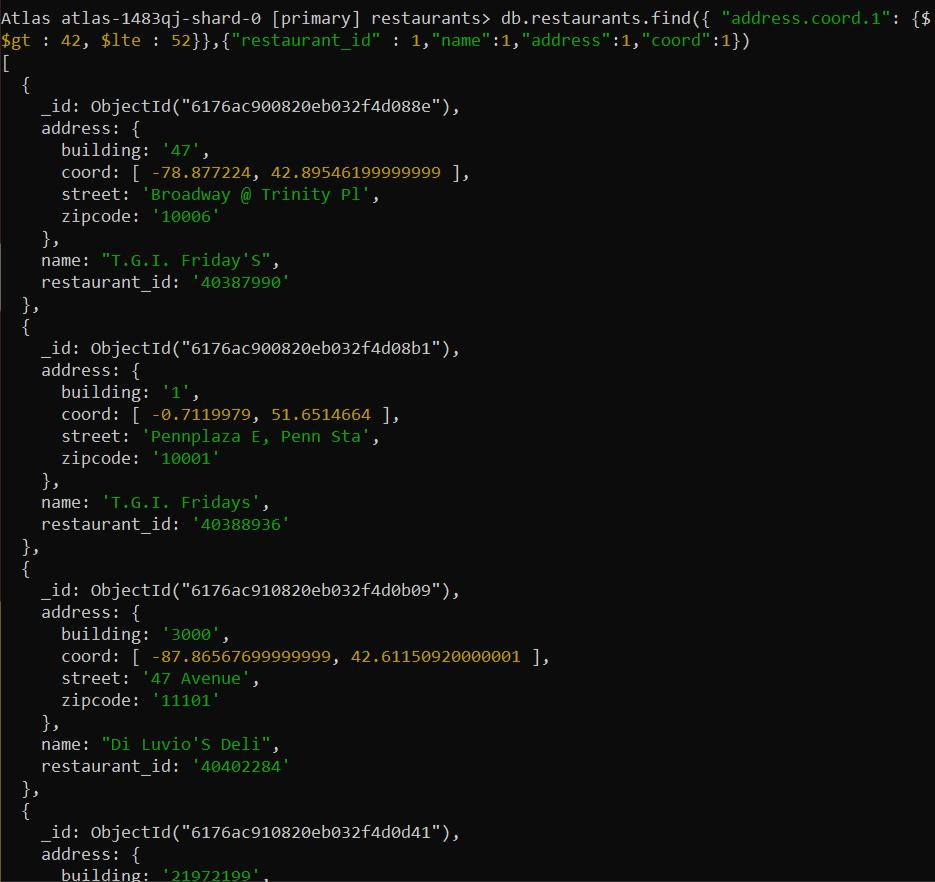 Atlas atlas-1483qj-shard-0 [primary] restaurants> db.restaurants.find({ "address.coord.1": {$
$gt : 42, $lte : 52}},{"restaurant_id" : 1,"name":1,"address":1,"coord":1})
[
  {
    _id: ObjectId("6176ac900820eb032f4d088e"),
    address: {
      building: '47',
      coord: [ -78.877224, 42.89546199999999 ],
      street: 'Broadway @ Trinity Pl',
      zipcode: '10006'
    },
    name: "T.G.I. Friday'S",
    restaurant_id: '40387990'
  },
  {
    _id: ObjectId("6176ac900820eb032f4d08b1"),
    address: {
      building: '1',
      coord: [ -0.7119979, 51.6514664 ],
      street: 'Pennplaza E, Penn Sta',
      zipcode: '10001'
    },
    name: 'T.G.I. Fridays',
    restaurant_id: '40388936'
  },
  {
    _id: ObjectId("6176ac910820eb032f4d0b09"),
    address: {
      building: '3000',
      coord: [ -87.86567699999999, 42.61150920000001 ],
      street: '47 Avenue',
      zipcode: '11101'
    },
    name: "Di Luvio'S Deli",
    restaurant_id: '40402284'
  },
  {
    _id: ObjectId("6176ac910820eb032f4d0d41"),
    address: {
      building: '21972199',